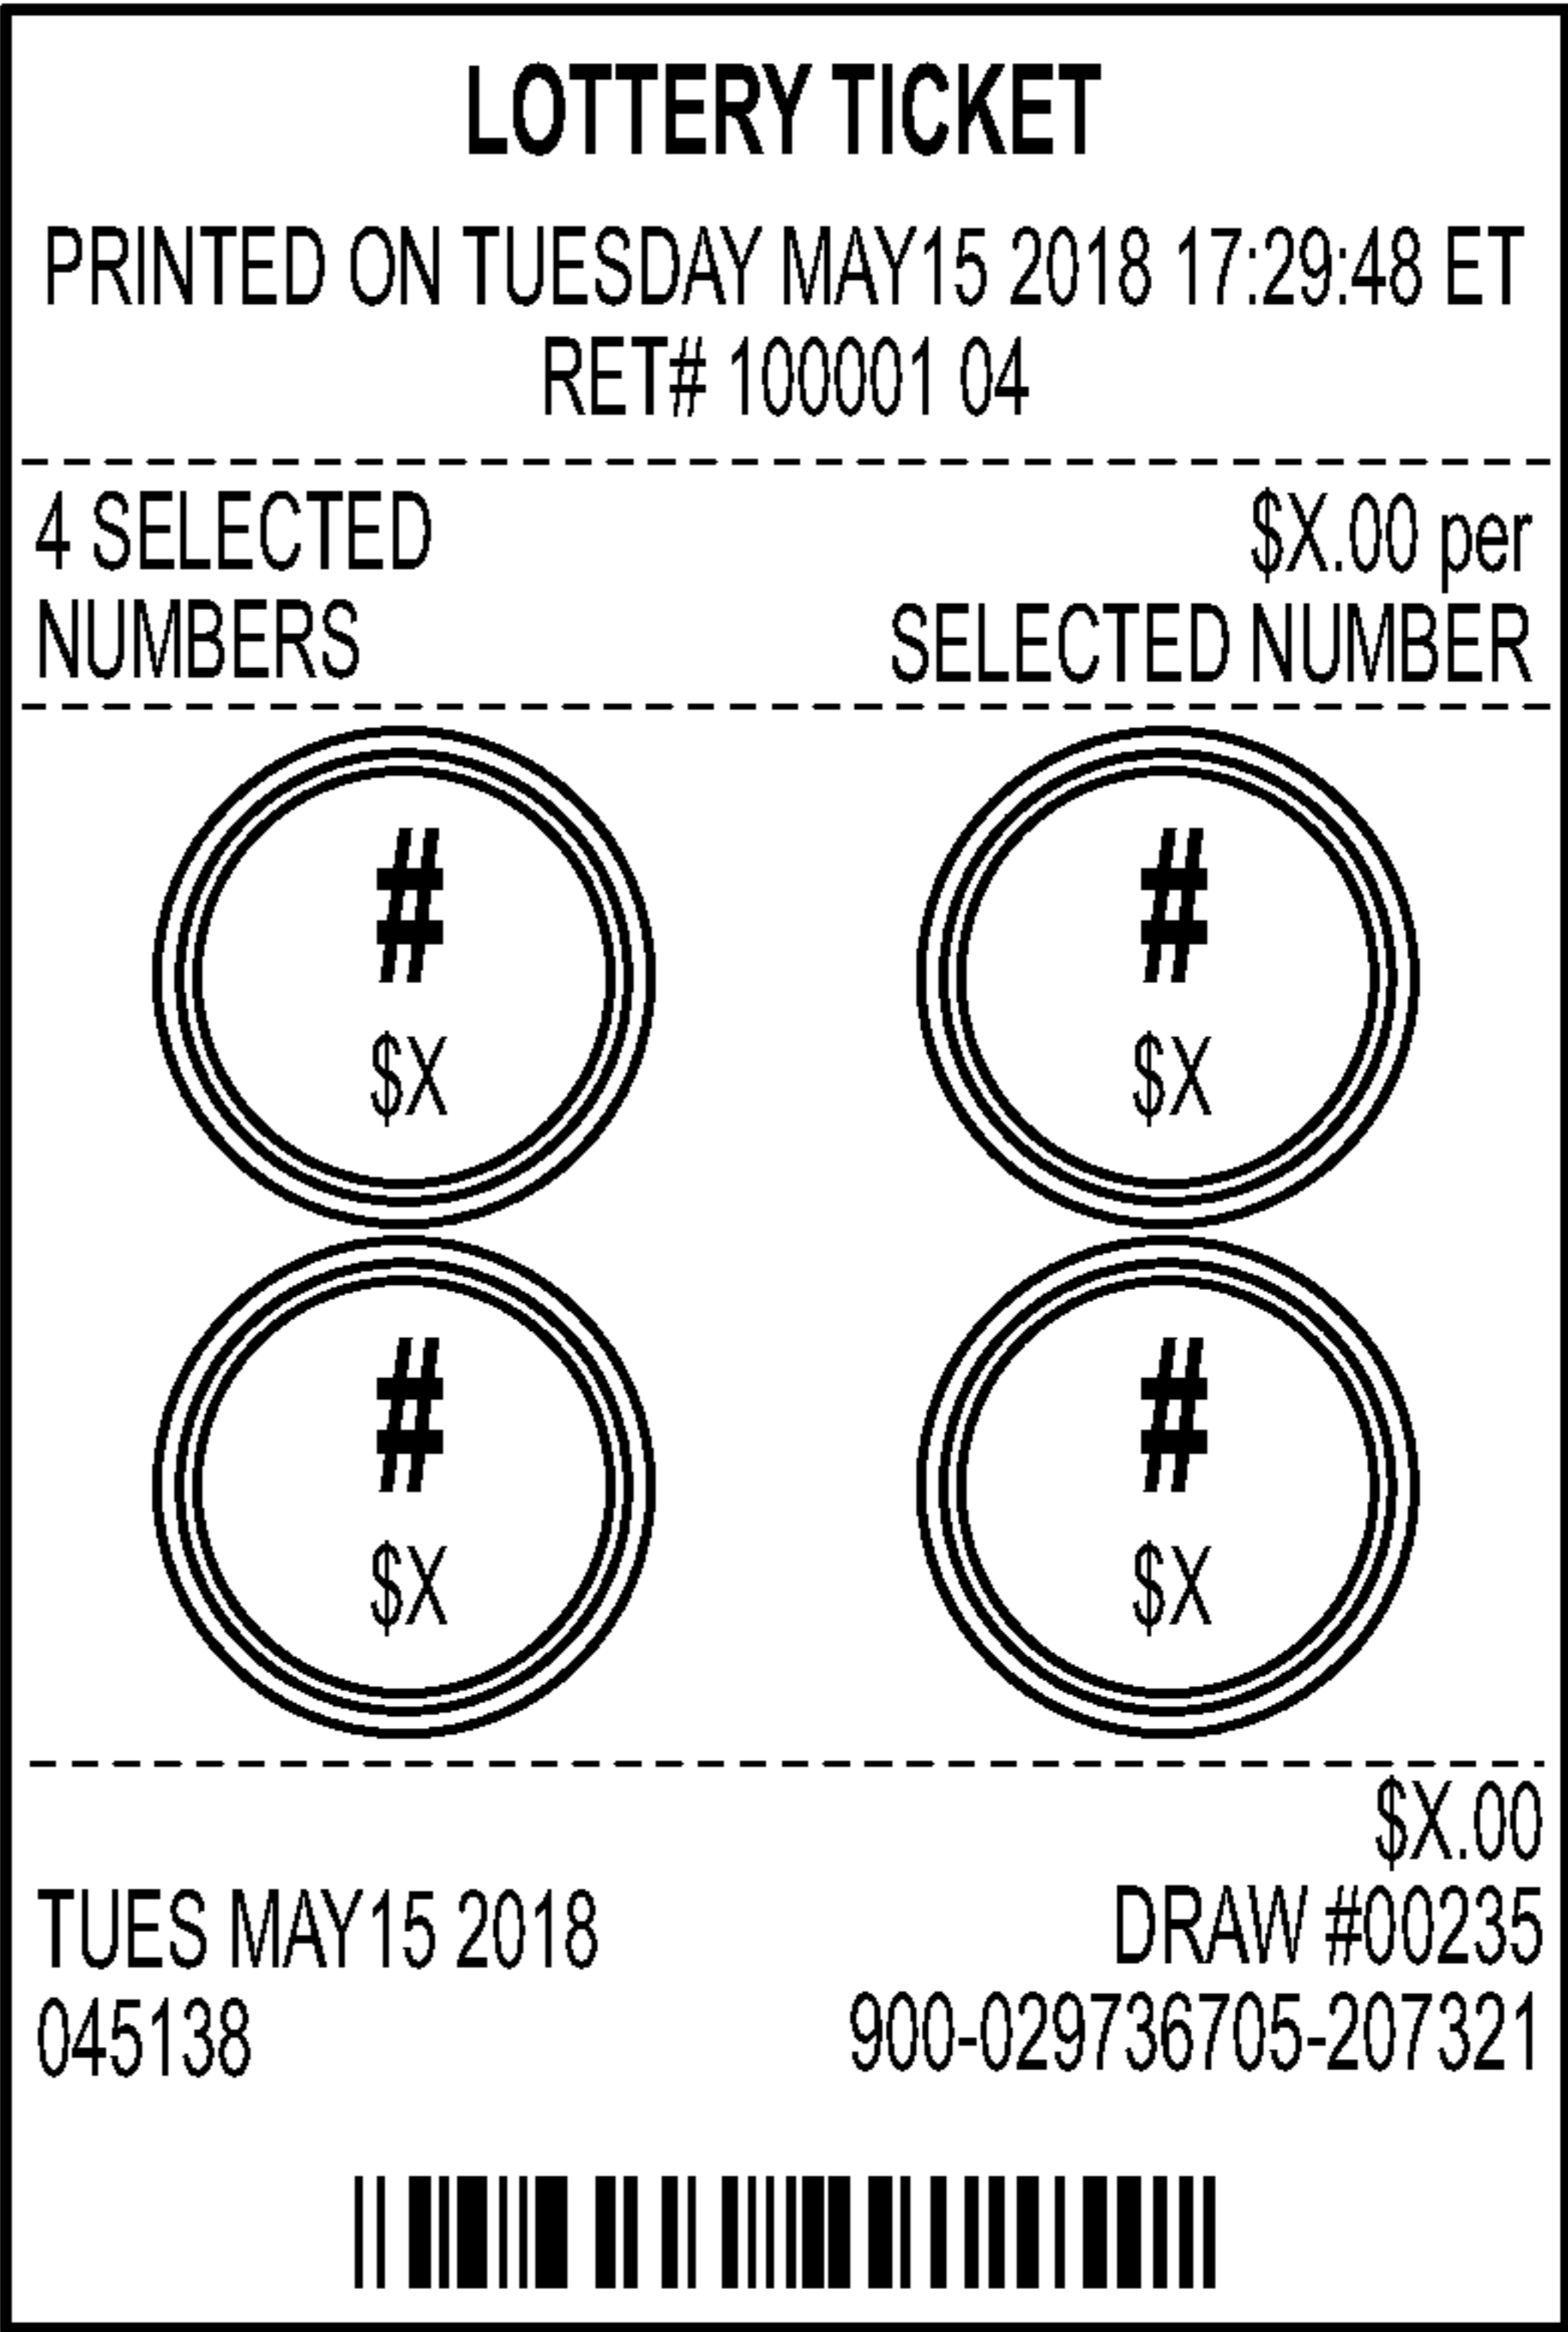 LOTTERY TICKET
PRINTED ON TUESDAY MAY15 2018 17:29:48 ET
RET# 100001 04
4 SELECTED
NUMBERS
$X.00 per
SELECTED NUMBER
#
$X
#
$X
#
$X
#
$X
$X.00
TUES MAY15 2018
DRAW #00235
045138
900-029736705-207321